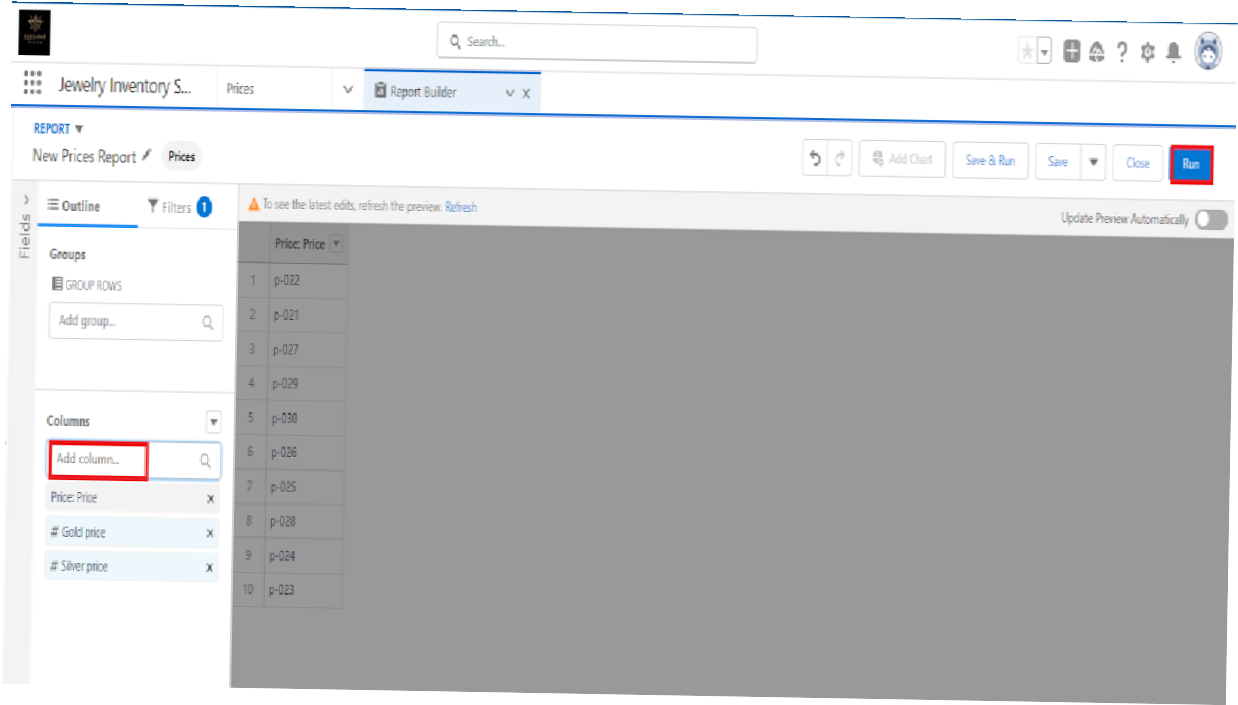 Search...
Jewelry Inventory S...
Prices
Report Builder
X
REPORT
New Prices Report
Prices
Add Chart
Save & Run
Save
Close
Run
Fields
Outline
Filters
1
To see the latest edits, refresh the preview. Refresh
Update Preview Automatically
Groups
GROUP ROWS
Add group...
Columns
Add column...
Price: Price
X
# Gold price
X
# Silver price
X
Price: Price
1 p-022
2 p-021
3 p-027
4 p-029
5 p-030
6 p-026
7 p-025
8 p-028
9 p-024
10 p-023